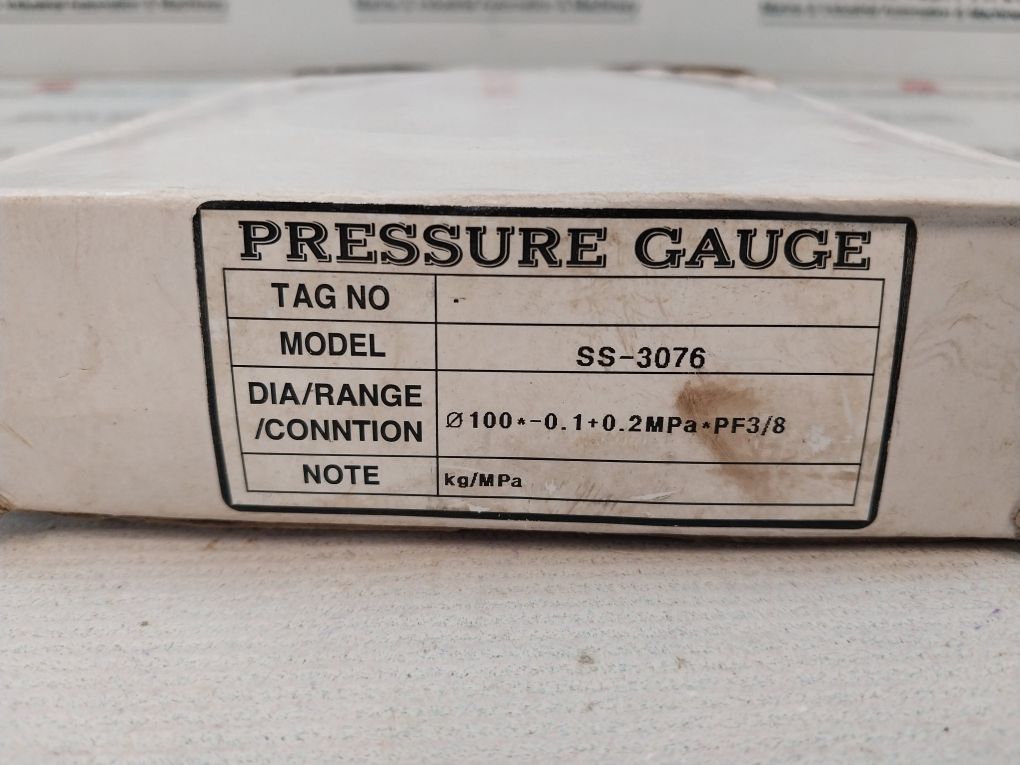 PRESSURE GAUGE
TAG NO .
MODEL SS-3076
DIA/RANGE
/CONNTION Ø100*-0.1+0.2MPa*PF3/8
NOTE kg/MPa